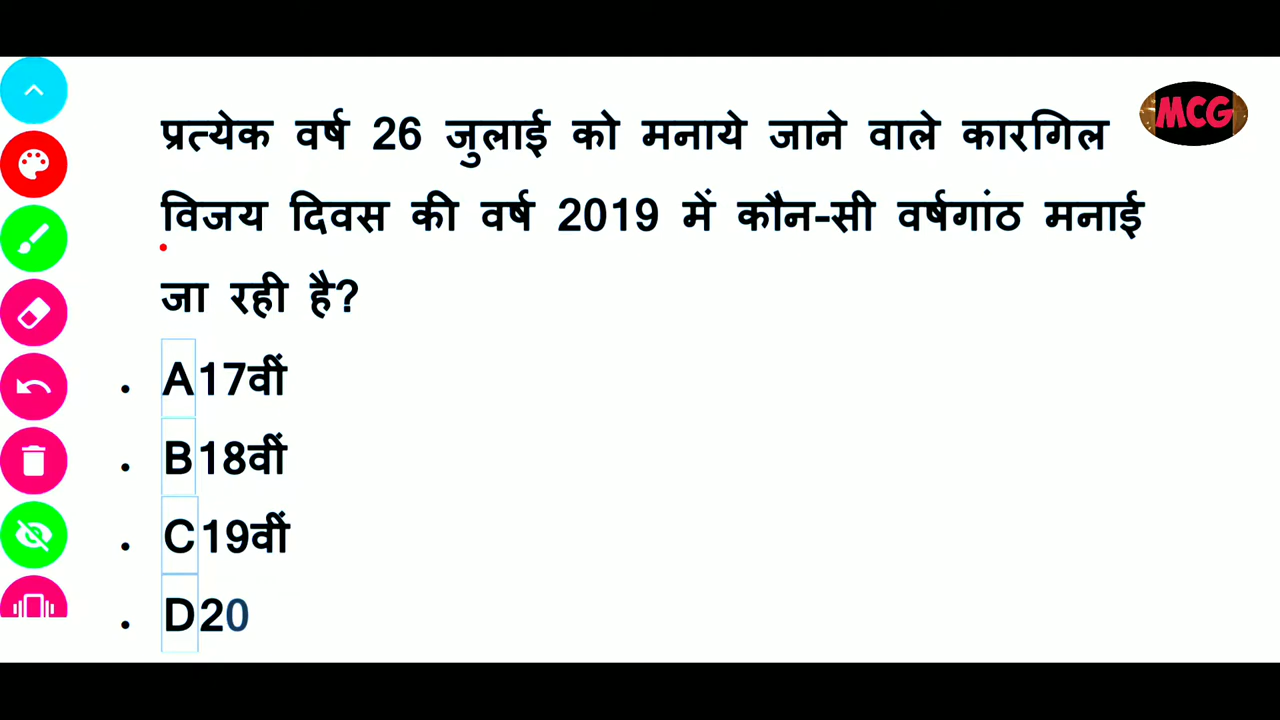 MCG
प्रत्येक वर्ष 26 जुलाई को मनाये जाने वाले कारगिल
विजय दिवस की वर्ष 2019 में कौन-सी वर्षगांठ मनाई
जा रही है?
• A17वीं
• B18वीं
• C19वीं
• D20